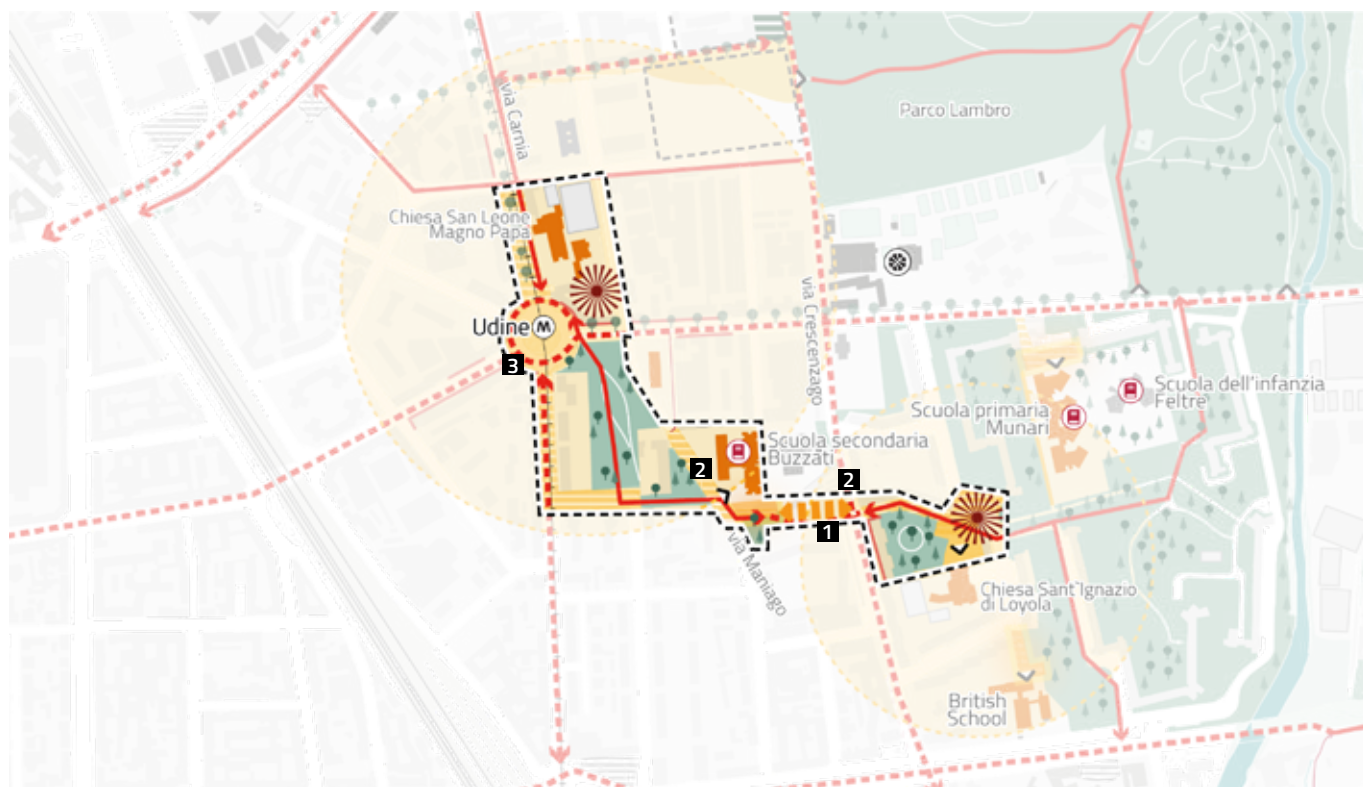 via Carnia
Parco Lambro
Chiesa San Leone
Magno Papa
Udine M
3
via Crescenzago
Scuola dell'infanzia
Feltre
Scuola primaria
Munari
Scuola secondaria
Buzzati
2
2
1
via Maniago
Chiesa Sant'Ignazio
di Loyola
British
School